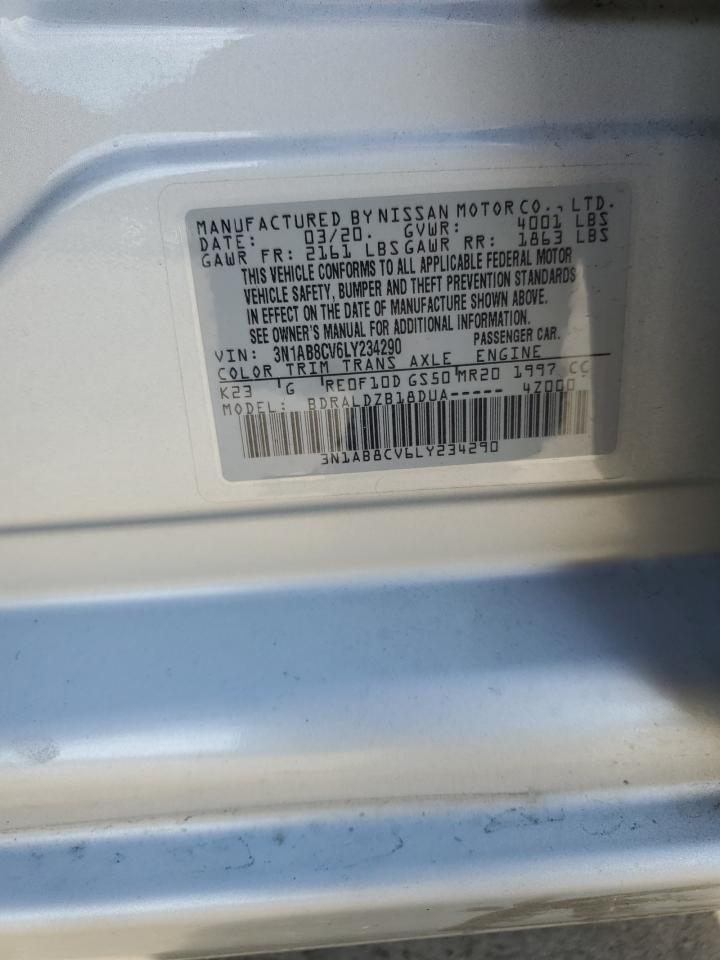 MANUFACTURED BY NISSAN MOTOR CO., LTD.
DATE: 03/20. GVWR: 4001 LBS
GAWR FR: 2161 LBS GAWR RR: 1863 LBS
THIS VEHICLE CONFORMS TO ALL APPLICABLE FEDERAL MOTOR
VEHICLE SAFETY, BUMPER AND THEFT PREVENTION STANDARDS
IN EFFECT ON THE DATE OF MANUFACTURE SHOWN ABOVE.
SEE OWNER'S MANUAL FOR ADDITIONAL INFORMATION.
VIN: 3N1AB8CV6LY234290 PASSENGER CAR.
COLOR TRIM TRANS AXLE ENGINE
K23 G RE0F10D GS50 MR20 1997 CC
MODEL: BDRALDZB18DUA----- 4Z000
3N1AB8CV6LY234290